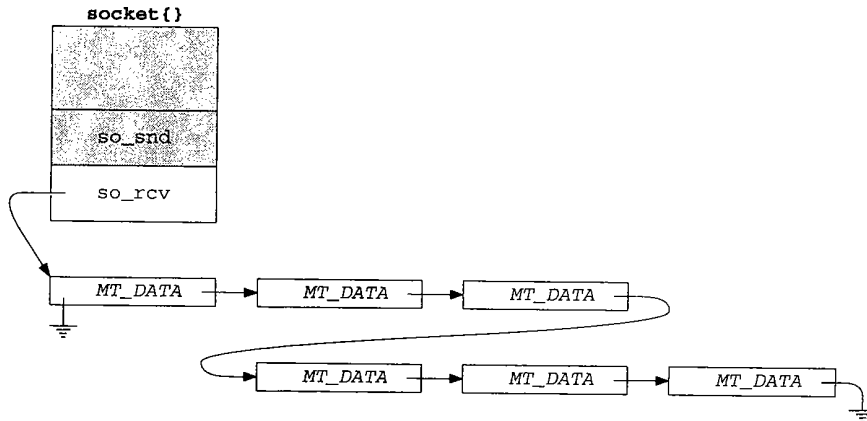 socket{}
so_snd
so_rcv
MT_DATA MT_DATA MT_DATA
MT_DATA MT_DATA MT_DATA